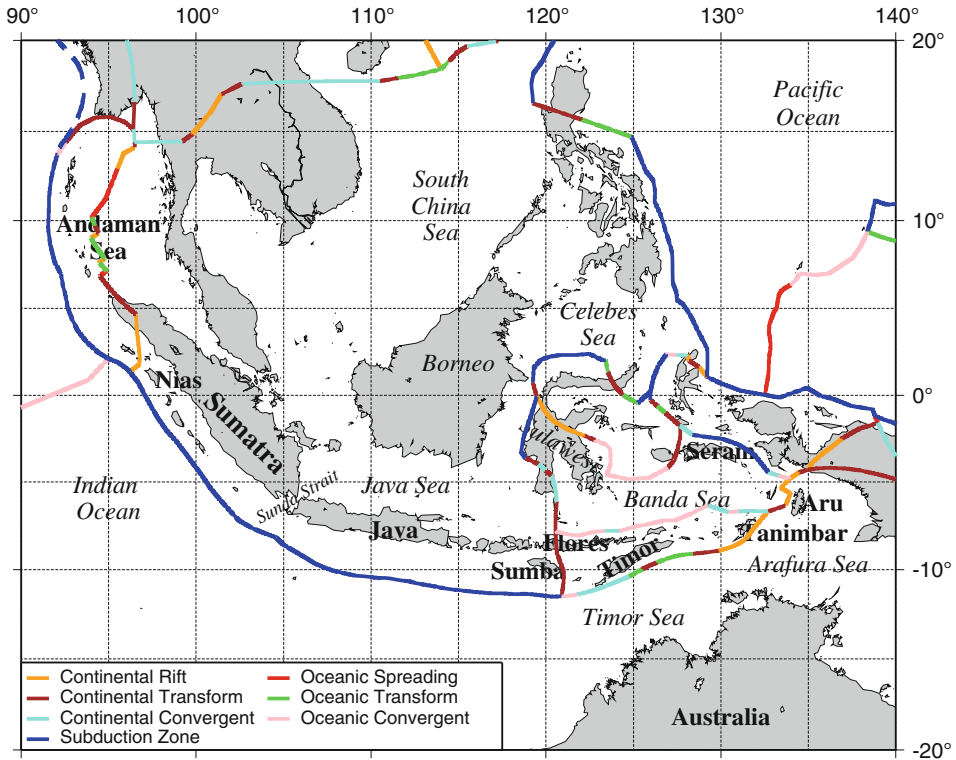 90° 100° 110° 120° 130° 140°
20°
10°
0°
-10°
-20°
Pacific
Ocean
South
China
Sea
Andaman
Sea
Celebes
Sea
Borneo
Nias
Sumatra
Sulawesi
Seram
Indian
Ocean
Sunda Strait
Java Sea
Banda Sea
Aru
Java
Flores
Tanimbar
Sumba
Timor
Arafura Sea
Timor Sea
Australia
Continental Rift
Continental Transform
Continental Convergent
Subduction Zone
Oceanic Spreading
Oceanic Transform
Oceanic Convergent